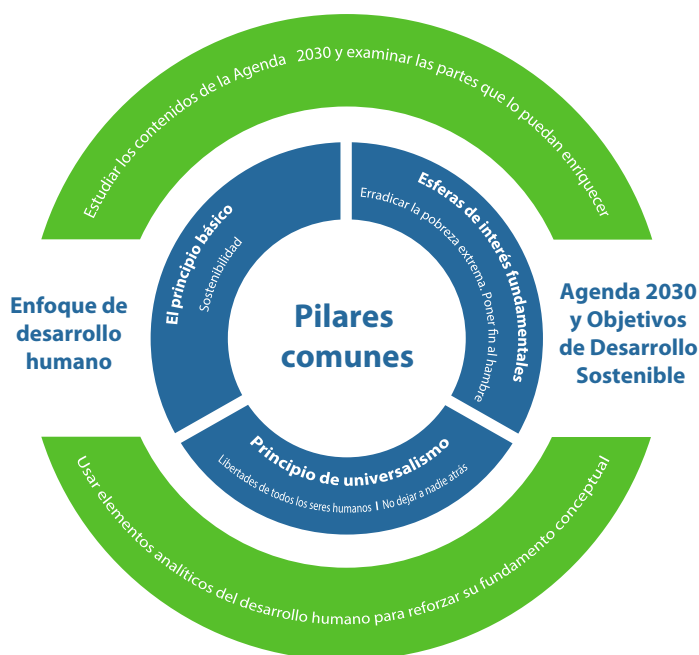 Estudiar los contenidos de la Agenda 2030 y examinar las partes que lo puedan enriquecer
El principio básico
Sostenibilidad
Esferas de interés fundamentales
Erradicar la pobreza extrema. Poner fin al hambre
Enfoque de
desarrollo
humano
Pilares
comunes
Agenda 2030
y Objetivos
de Desarrollo
Sostenible
Principio de universalismo
Libertades de todos los seres humanos I No dejar a nadie atrás
Usar elementos analíticos del desarrollo humano para reforzar su fundamento conceptual